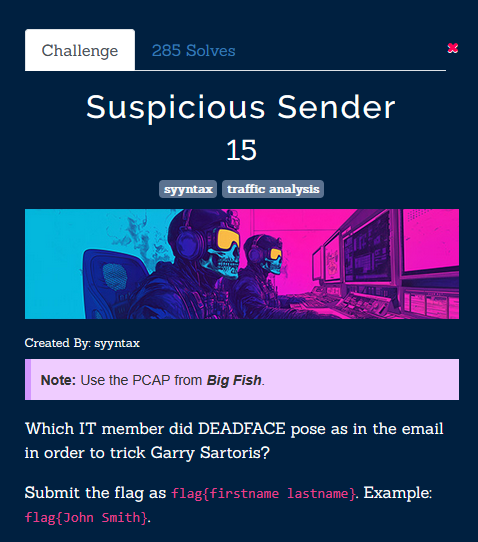 Challenge
285 Solves
✖
Suspicious Sender
15
syyntax traffic analysis
Created By: syyntax
Note: Use the PCAP from Big Fish.
Which IT member did DEADFACE pose as in the email
in order to trick Garry Sartoris?
Submit the flag as flag{firstname lastname}. Example:
flag{John Smith}.